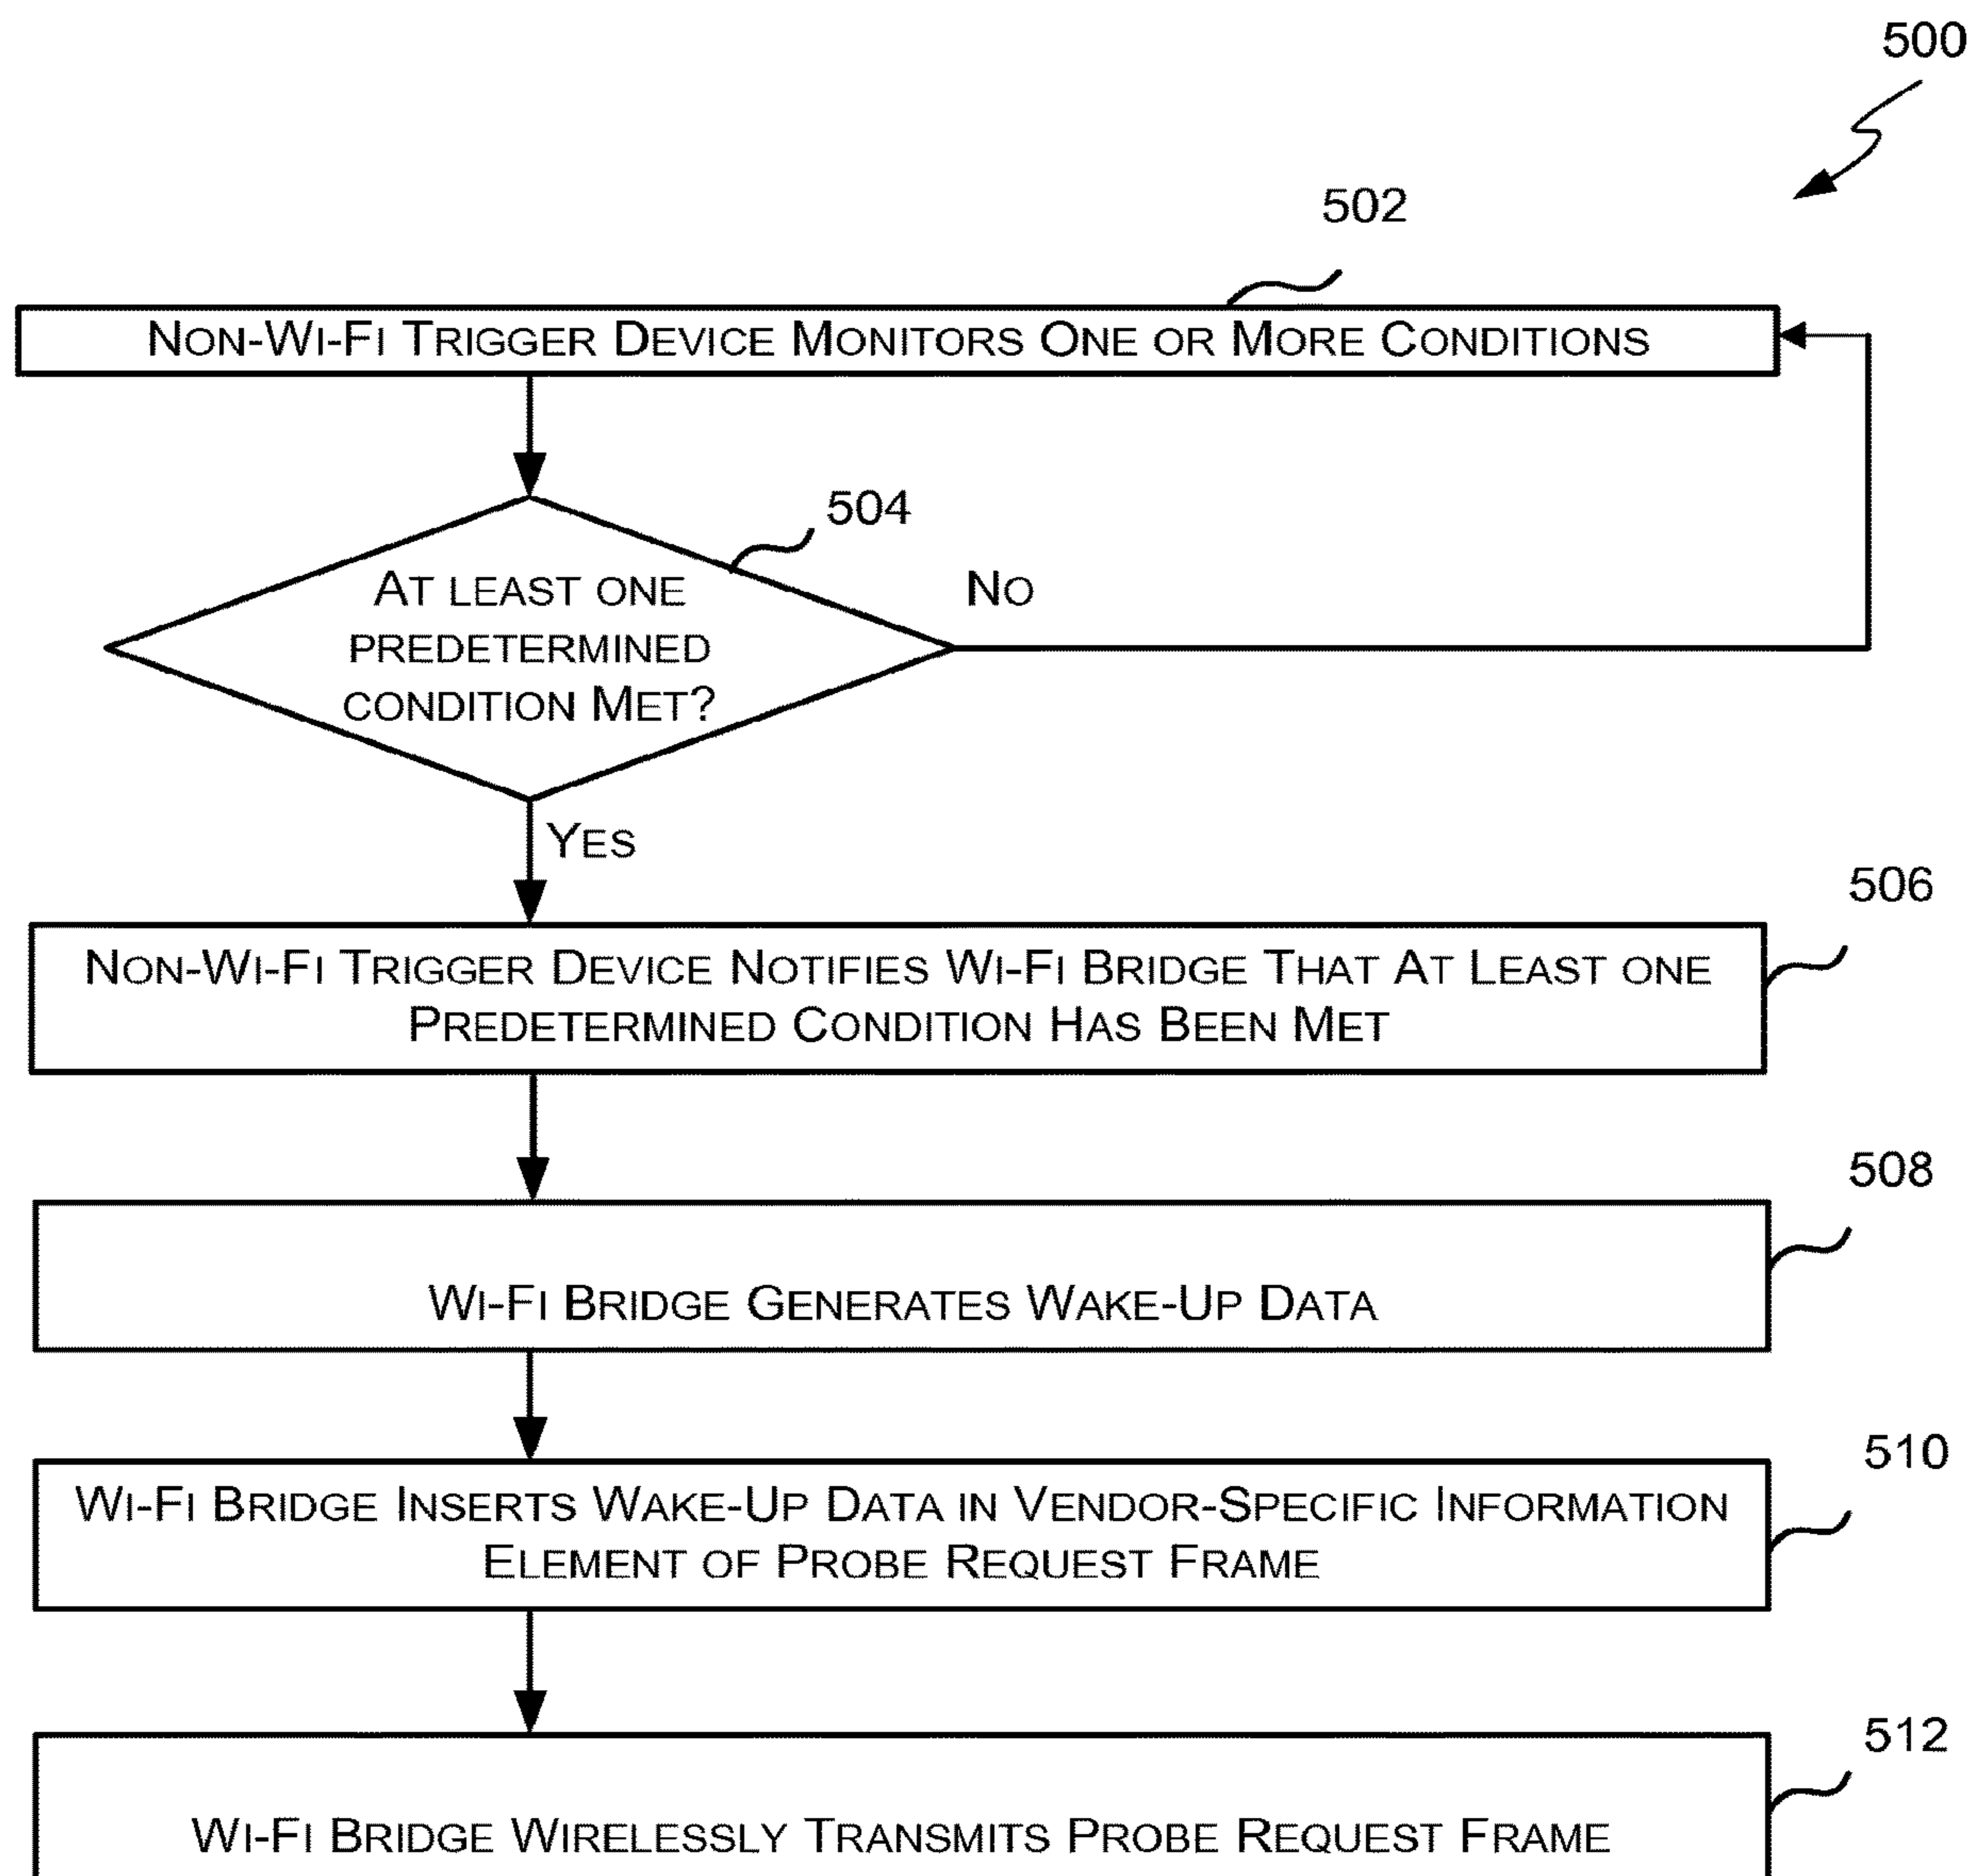 500
502
NON-WI-FI TRIGGER DEVICE MONITORS ONE OR MORE CONDITIONS
504
AT LEAST ONE
PREDETERMINED
CONDITION MET?
NO
YES
506
NON-WI-FI TRIGGER DEVICE NOTIFIES WI-FI BRIDGE THAT AT LEAST ONE
PREDETERMINED CONDITION HAS BEEN MET
508
WI-FI BRIDGE GENERATES WAKE-UP DATA
510
WI-FI BRIDGE INSERTS WAKE-UP DATA IN VENDOR-SPECIFIC INFORMATION
ELEMENT OF PROBE REQUEST FRAME
512
WI-FI BRIDGE WIRELESSLY TRANSMITS PROBE REQUEST FRAME